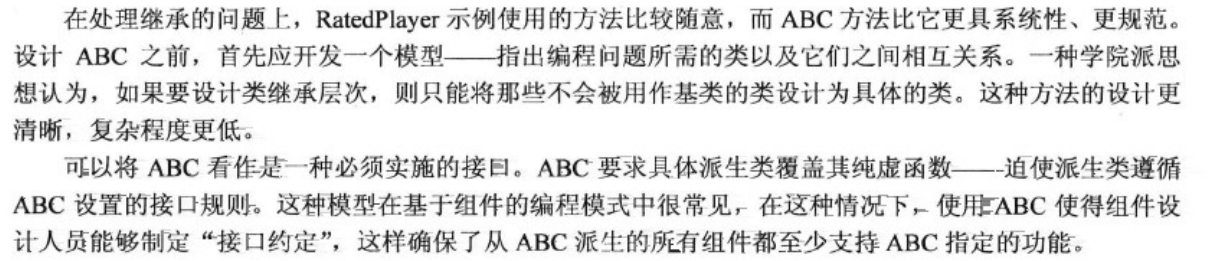 在处理继承的问题上，RatedPlayer 示例使用的方法比较随意，而 ABC 方法比它更具系统性、更规范。
设计 ABC 之前，首先应开发一个模型——指出编程问题所需的类以及它们之间相互关系。一种学院派思
想认为，如果要设计类继承层次，则只能将那些不会被用作基类的类设计为具体的类。这种方法的设计更
清晰，复杂程度更低。
可以将 ABC 看作是一种必须实施的接口。ABC 要求具体派生类覆盖其纯虚函数——迫使派生类遵循
ABC 设置的接口规则。这种模型在基于组件的编程模式中很常见，在这种情况下，使用 ABC 使得组件设
计人员能够制定“接口约定”，这样确保了从 ABC 派生的所有组件都至少支持 ABC 指定的功能。